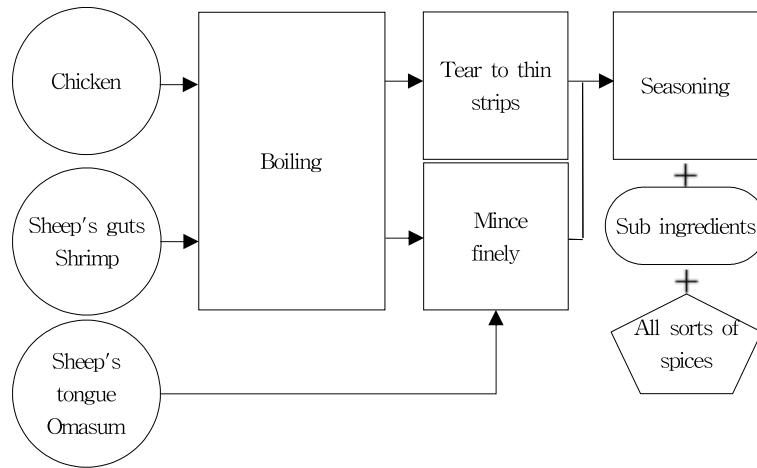 Chicken
Tear to thin
strips
Seasoning
Boiling
Sheep's guts
Shrimp
Mince
finely
Sub ingredients
All sorts of
spices
Sheep's
tongue
Omasum